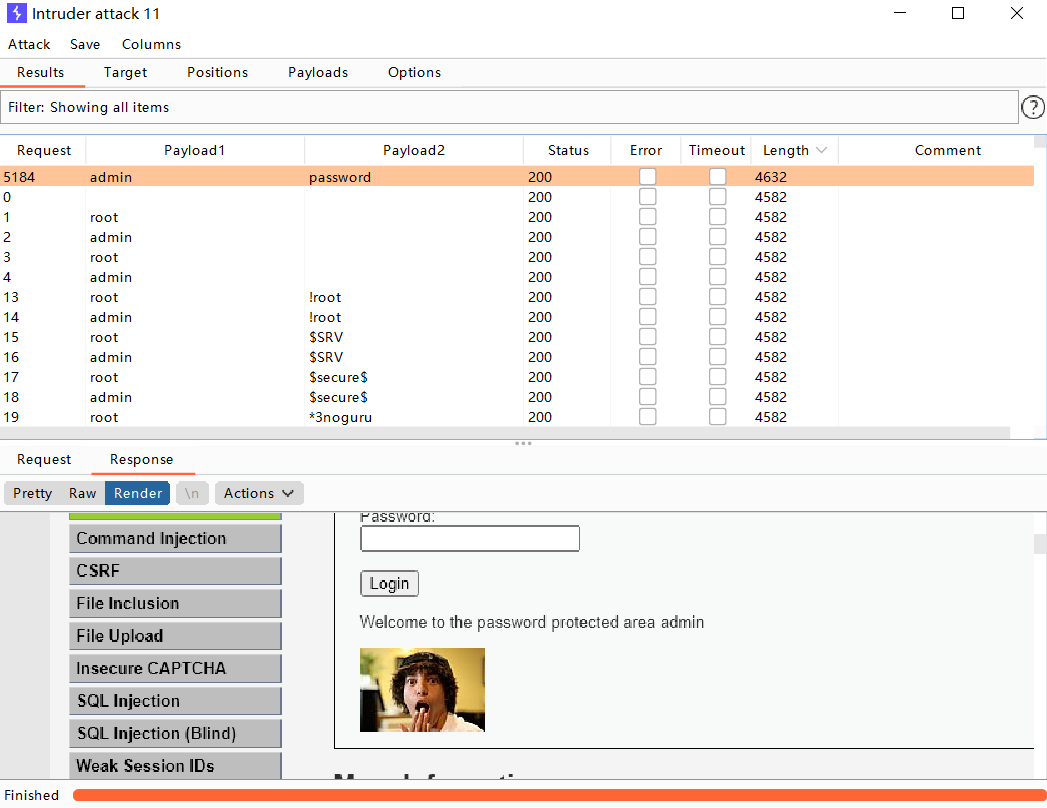 Intruder attack 11
Attack Save Columns
Results Target Positions Payloads Options
Filter: Showing all items
?
Request Payload1 Payload2 Status Error Timeout Length Comment
5184 admin password 200 4632
0 200 4582
1 root 200 4582
2 admin 200 4582
3 root 200 4582
4 admin 200 4582
13 root !root 200 4582
14 admin !root 200 4582
15 root $SRV 200 4582
16 admin $SRV 200 4582
17 root $secure$ 200 4582
18 admin $secure$ 200 4582
19 root *3noguru 200 4582
Request Response
Pretty Raw Render \n Actions
Password:
Command Injection
CSRF
File Inclusion
File Upload
Insecure CAPTCHA
SQL Injection
SQL Injection (Blind)
Weak Session IDs
Login
Welcome to the password protected area admin
More Information
Finished